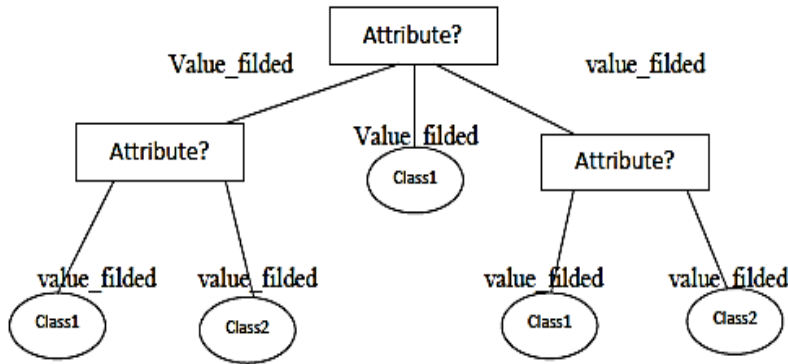 Attribute?
Value_filded
value_filded
Value_filded
Attribute?
Class1
Attribute?
value_filded
value_filded
value_filded
value_filded
Class1
Class2
Class1
Class2